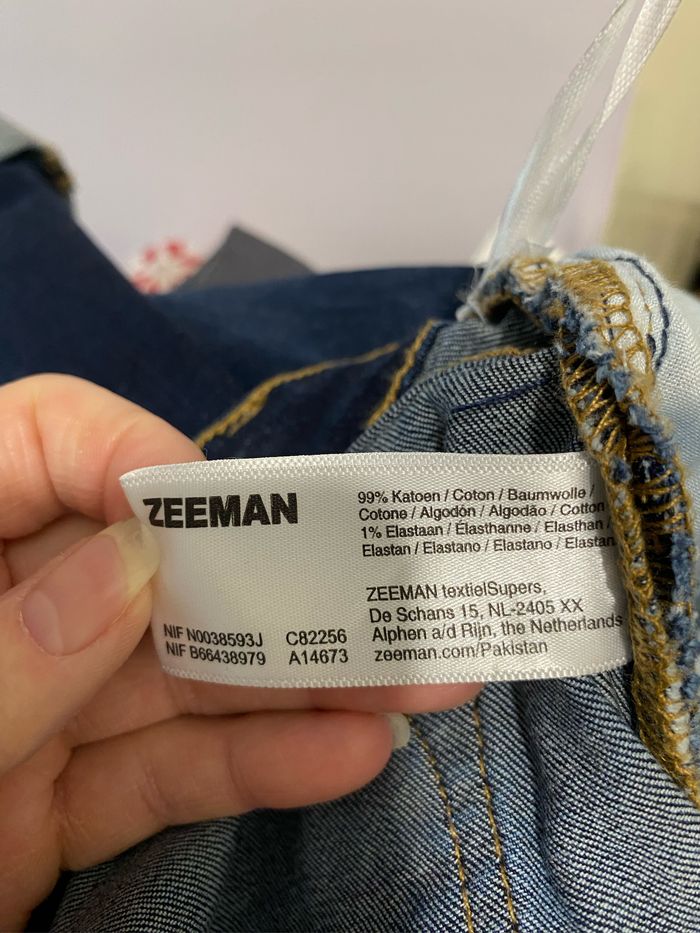 ZEEMAN
99% Katoen / Coton / Baumwolle /
Cotone / Algodón / Algodão / Cotton
1% Elastaan / Élasthanne / Elasthan /
Elastan / Elastano / Elastano / Elastan
ZEEMAN textielSupers,
De Schans 15, NL-2405 XX
Alphen a/d Rijn, the Netherlands
zeeman.com/Pakistan
NIF N0038593J C82256
NIF B66438979 A14673